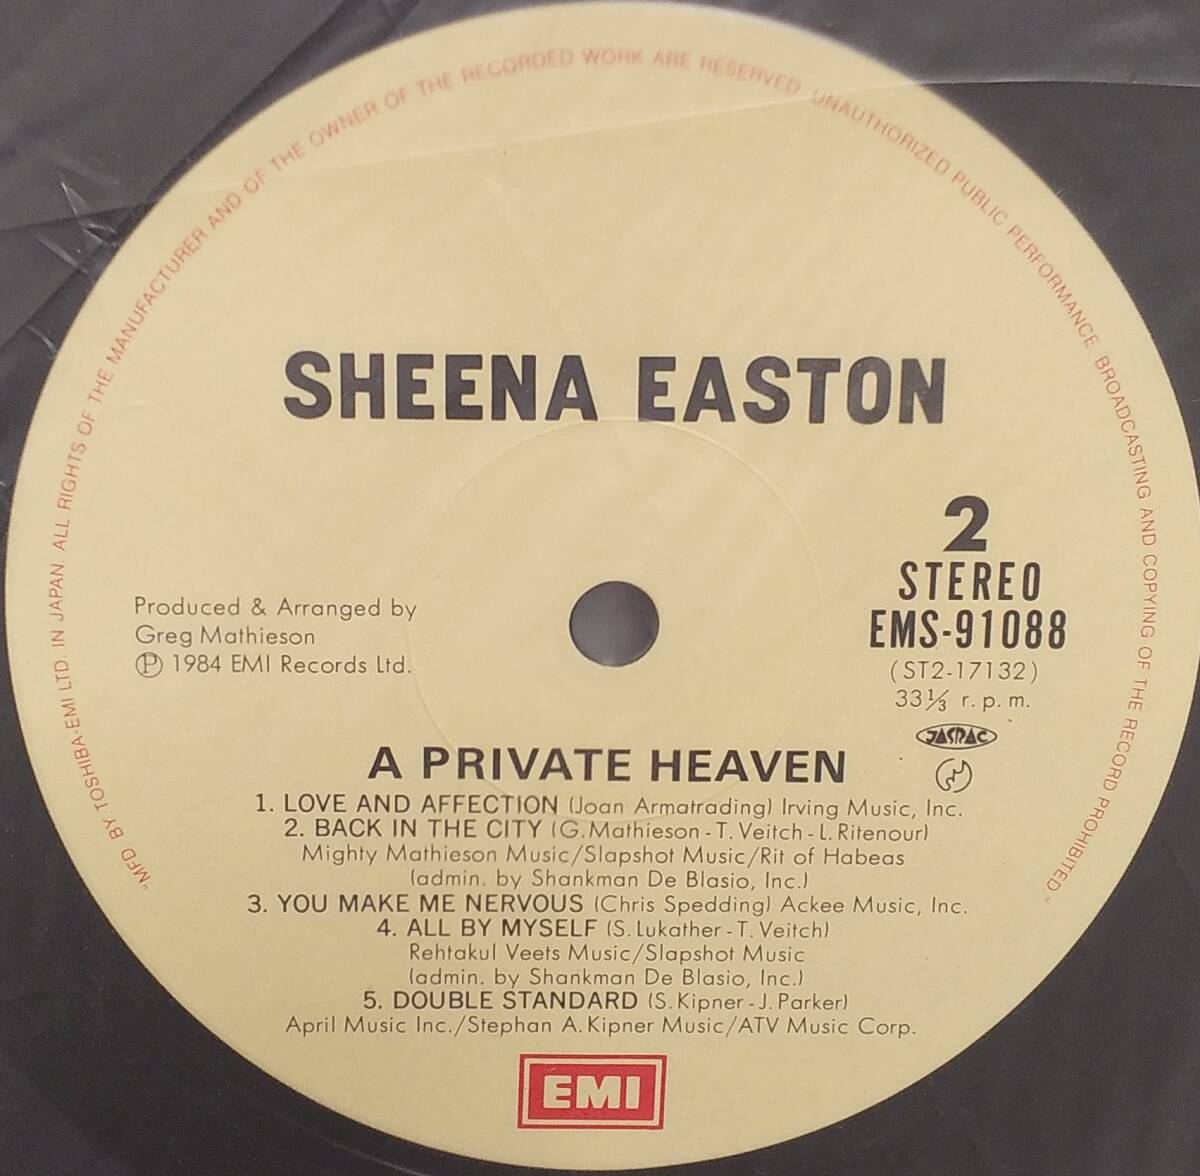 "MFD BY TOSHIBA-EMI LTD. IN JAPAN. ALL RIGHTS OF THE MANUFACTURER AND OF THE OWNER OF THE RECORDED WORK ARE RESERVED. UNAUTHORIZED PUBLIC PERFORMANCE. BROADCASTING AND COPYING OF THE RECORD PROHIBITED."
SHEENA EASTON
2
STEREO
EMS-91088
(ST2-17132)
33⅓ r.p.m.
JASRAC
Produced & Arranged by
Greg Mathieson
℗ 1984 EMI Records Ltd.
A PRIVATE HEAVEN
1. LOVE AND AFFECTION (Joan Armatrading) Irving Music, Inc.
2. BACK IN THE CITY (G.Mathieson-T.Veitch-L.Ritenour)
Mighty Mathieson Music/Slapshot Music/Rit of Habeas
(admin. by Shankman De Blasio, Inc.)
3. YOU MAKE ME NERVOUS (Chris Spedding) Ackee Music, Inc.
4. ALL BY MYSELF (S.Lukather-T.Veitch)
Rehtakul Veets Music/Slapshot Music
(admin. by Shankman De Blasio, Inc.)
5. DOUBLE STANDARD (S.Kipner-J.Parker)
April Music Inc./Stephan A.Kipner Music/ATV Music Corp.
EMI